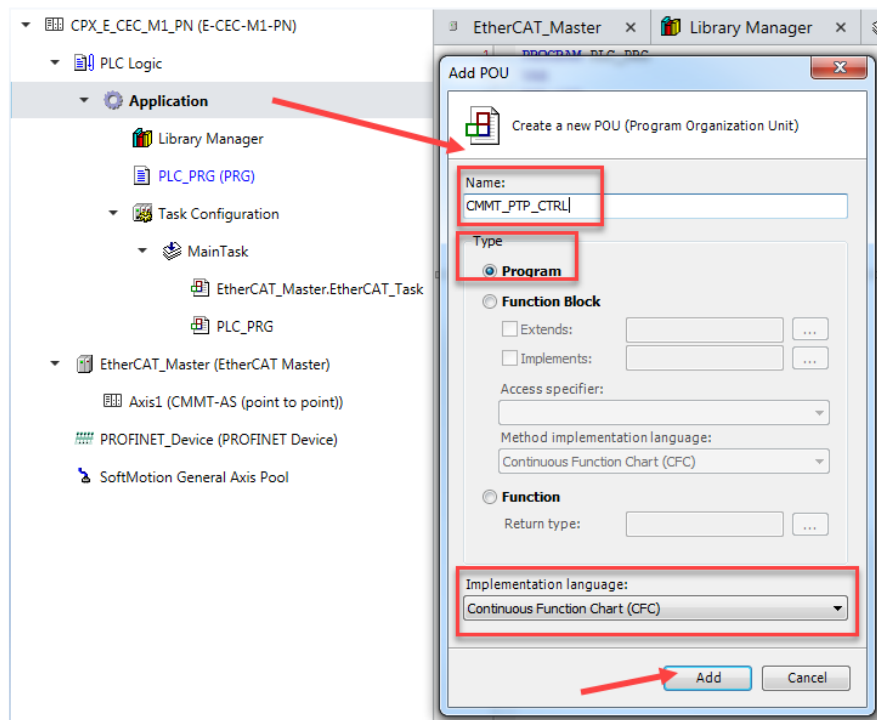 CPX_E_CEC_M1_PN (E-CEC-M1-PN)
PLC Logic
Application
Library Manager
PLC_PRG (PRG)
Task Configuration
MainTask
EtherCAT_Master.EtherCAT_Task
PLC_PRG
EtherCAT_Master (EtherCAT Master)
Axis1 (CMMT-AS (point to point))
PROFINET_Device (PROFINET Device)
SoftMotion General Axis Pool
EtherCAT_Master × Library Manager ×
1 PROGRAM PLC_PRG
Add POU
Create a new POU (Program Organization Unit)
Name:
CMMT_PTP_CTRL
Type
Program
Function Block
Extends: ...
Implements: ...
Access specifier:
Method implementation language:
Continuous Function Chart (CFC)
Function
Return type: ...
Implementation language:
Continuous Function Chart (CFC)
Add Cancel